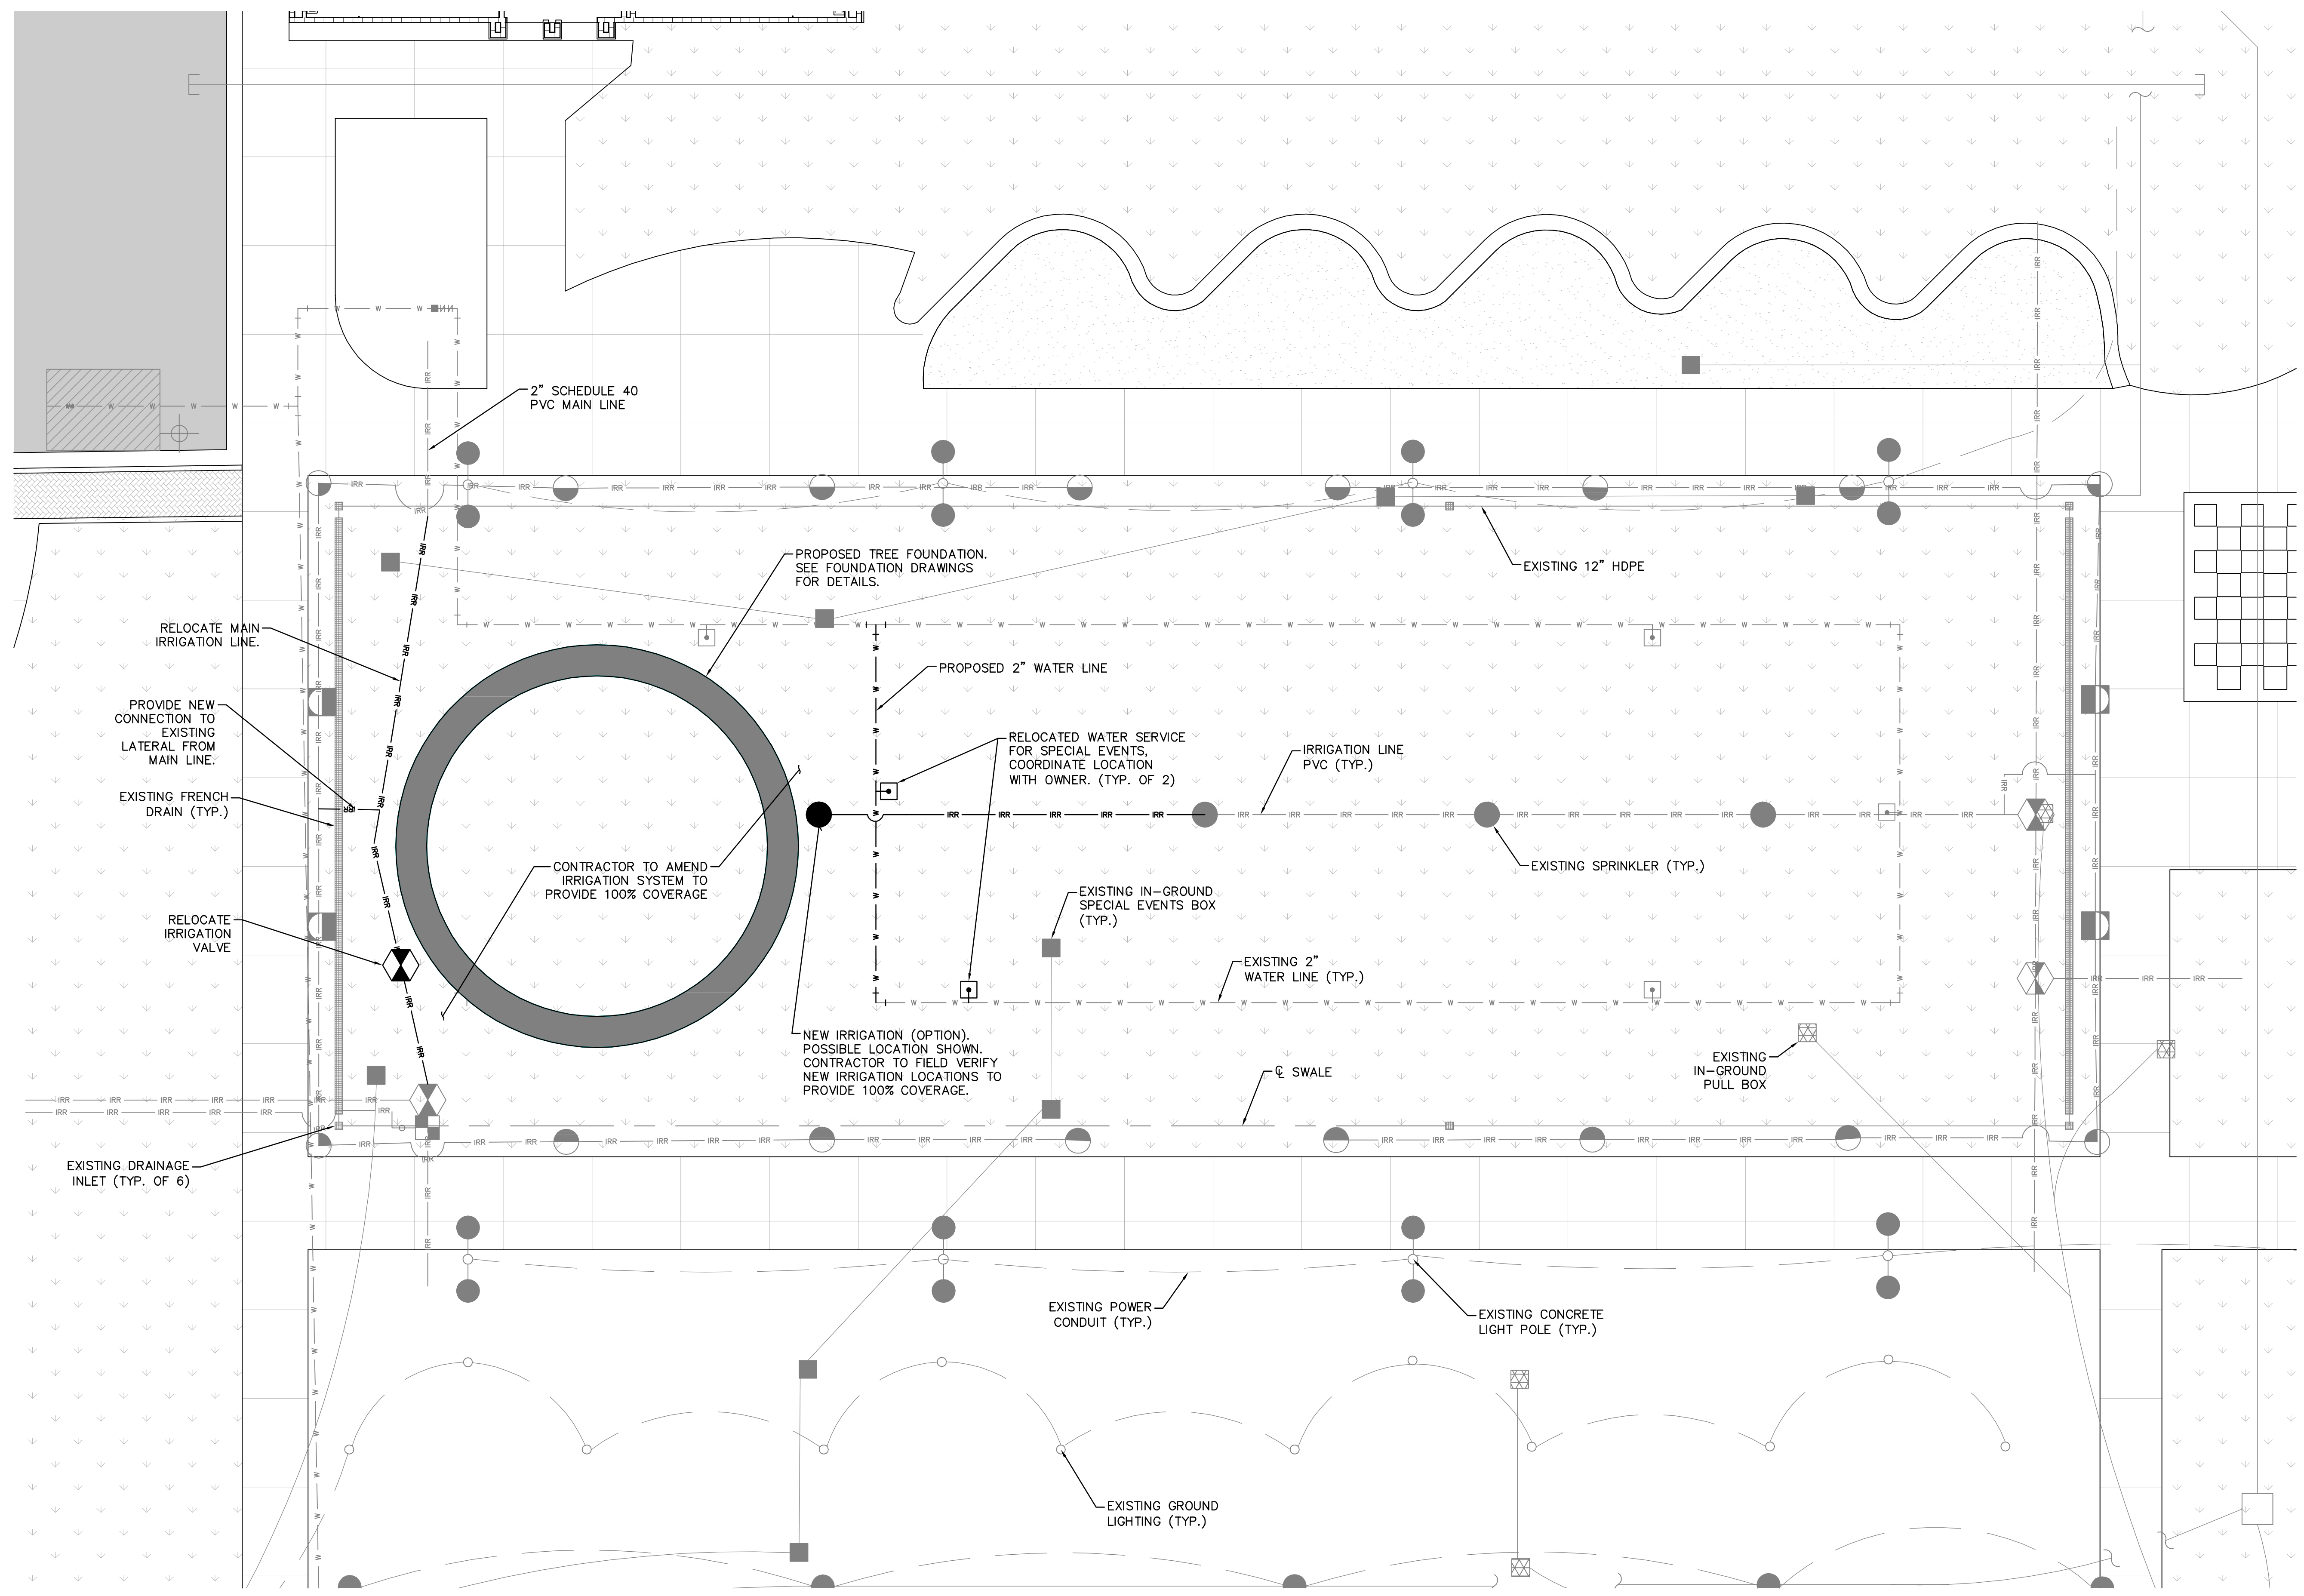 2" SCHEDULE 40
PVC MAIN LINE
PROPOSED TREE FOUNDATION.
SEE FOUNDATION DRAWINGS
FOR DETAILS.
EXISTING 12" HDPE
RELOCATE MAIN
IRRIGATION LINE.
PROPOSED 2" WATER LINE
PROVIDE NEW
CONNECTION TO
EXISTING
LATERAL FROM
MAIN LINE.
RELOCATED WATER SERVICE
FOR SPECIAL EVENTS,
COORDINATE LOCATION
WITH OWNER. (TYP. OF 2)
IRRIGATION LINE
PVC (TYP.)
EXISTING FRENCH
DRAIN (TYP.)
CONTRACTOR TO AMEND
IRRIGATION SYSTEM TO
PROVIDE 100% COVERAGE
EXISTING SPRINKLER (TYP.)
EXISTING IN-GROUND
SPECIAL EVENTS BOX
(TYP.)
RELOCATE
IRRIGATION
VALVE
EXISTING 2"
WATER LINE (TYP.)
NEW IRRIGATION (OPTION).
POSSIBLE LOCATION SHOWN.
CONTRACTOR TO FIELD VERIFY
NEW IRRIGATION LOCATIONS TO
PROVIDE 100% COVERAGE.
℄ SWALE
EXISTING
IN-GROUND
PULL BOX
EXISTING DRAINAGE
INLET (TYP. OF 6)
EXISTING POWER
CONDUIT (TYP.)
EXISTING CONCRETE
LIGHT POLE (TYP.)
EXISTING GROUND
LIGHTING (TYP.)
IRR IRR IRR IRR IRR
W W W W W